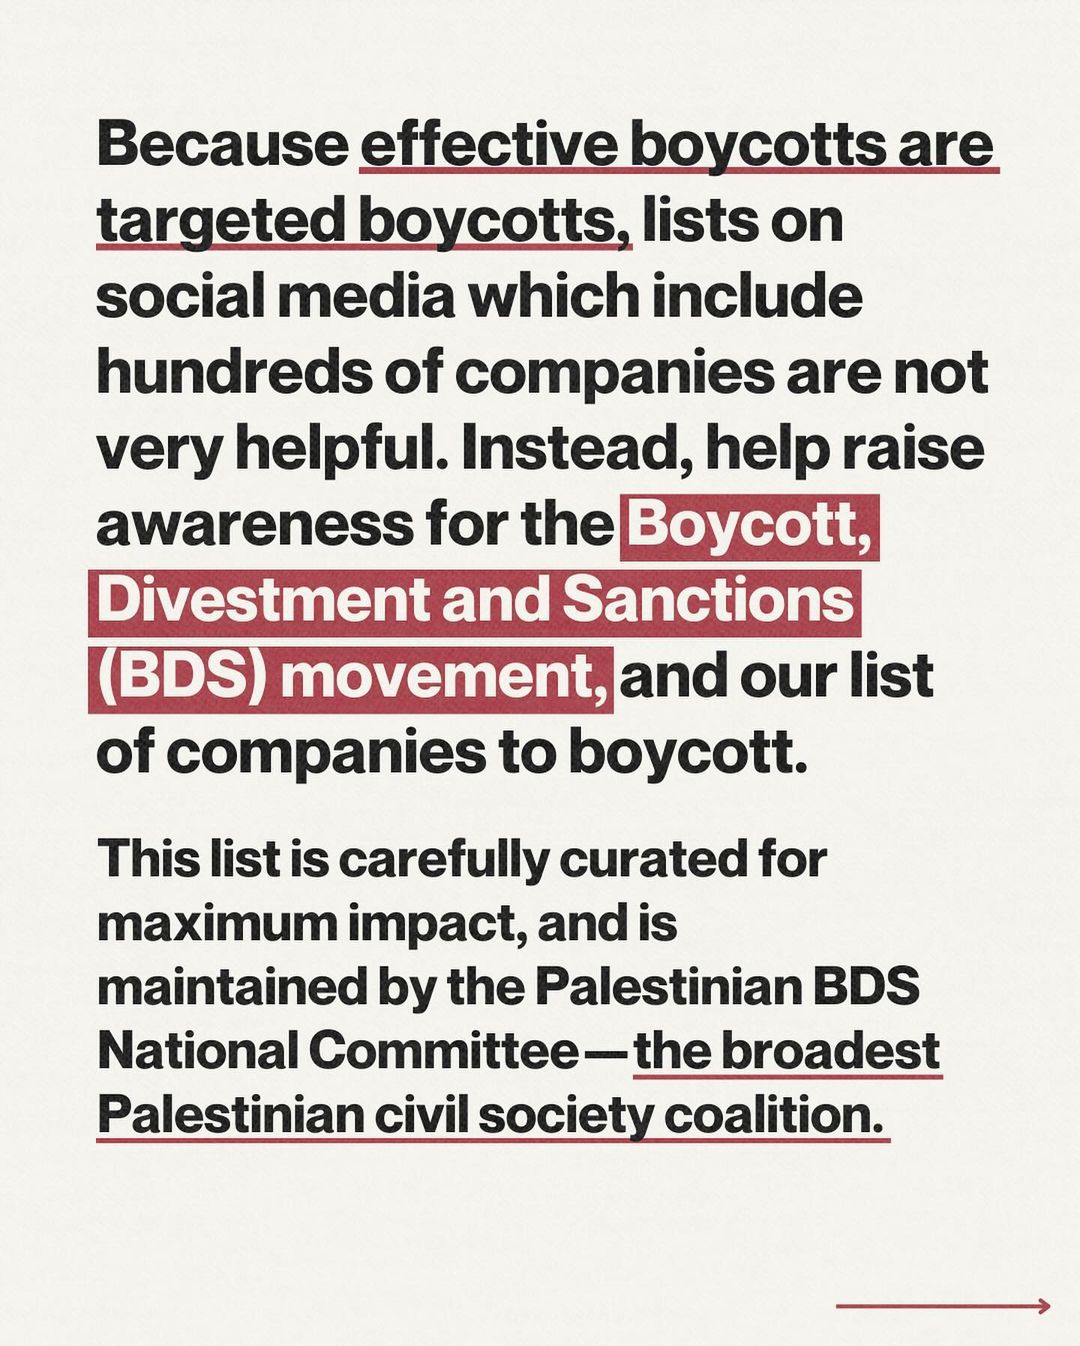 Because effective boycotts are
targeted boycotts, lists on
social media which include
hundreds of companies are not
very helpful. Instead, help raise
awareness for the Boycott,
Divestment and Sanctions
(BDS) movement, and our list
of companies to boycott.
This list is carefully curated for
maximum impact, and is
maintained by the Palestinian BDS
National Committee—the broadest
Palestinian civil society coalition.